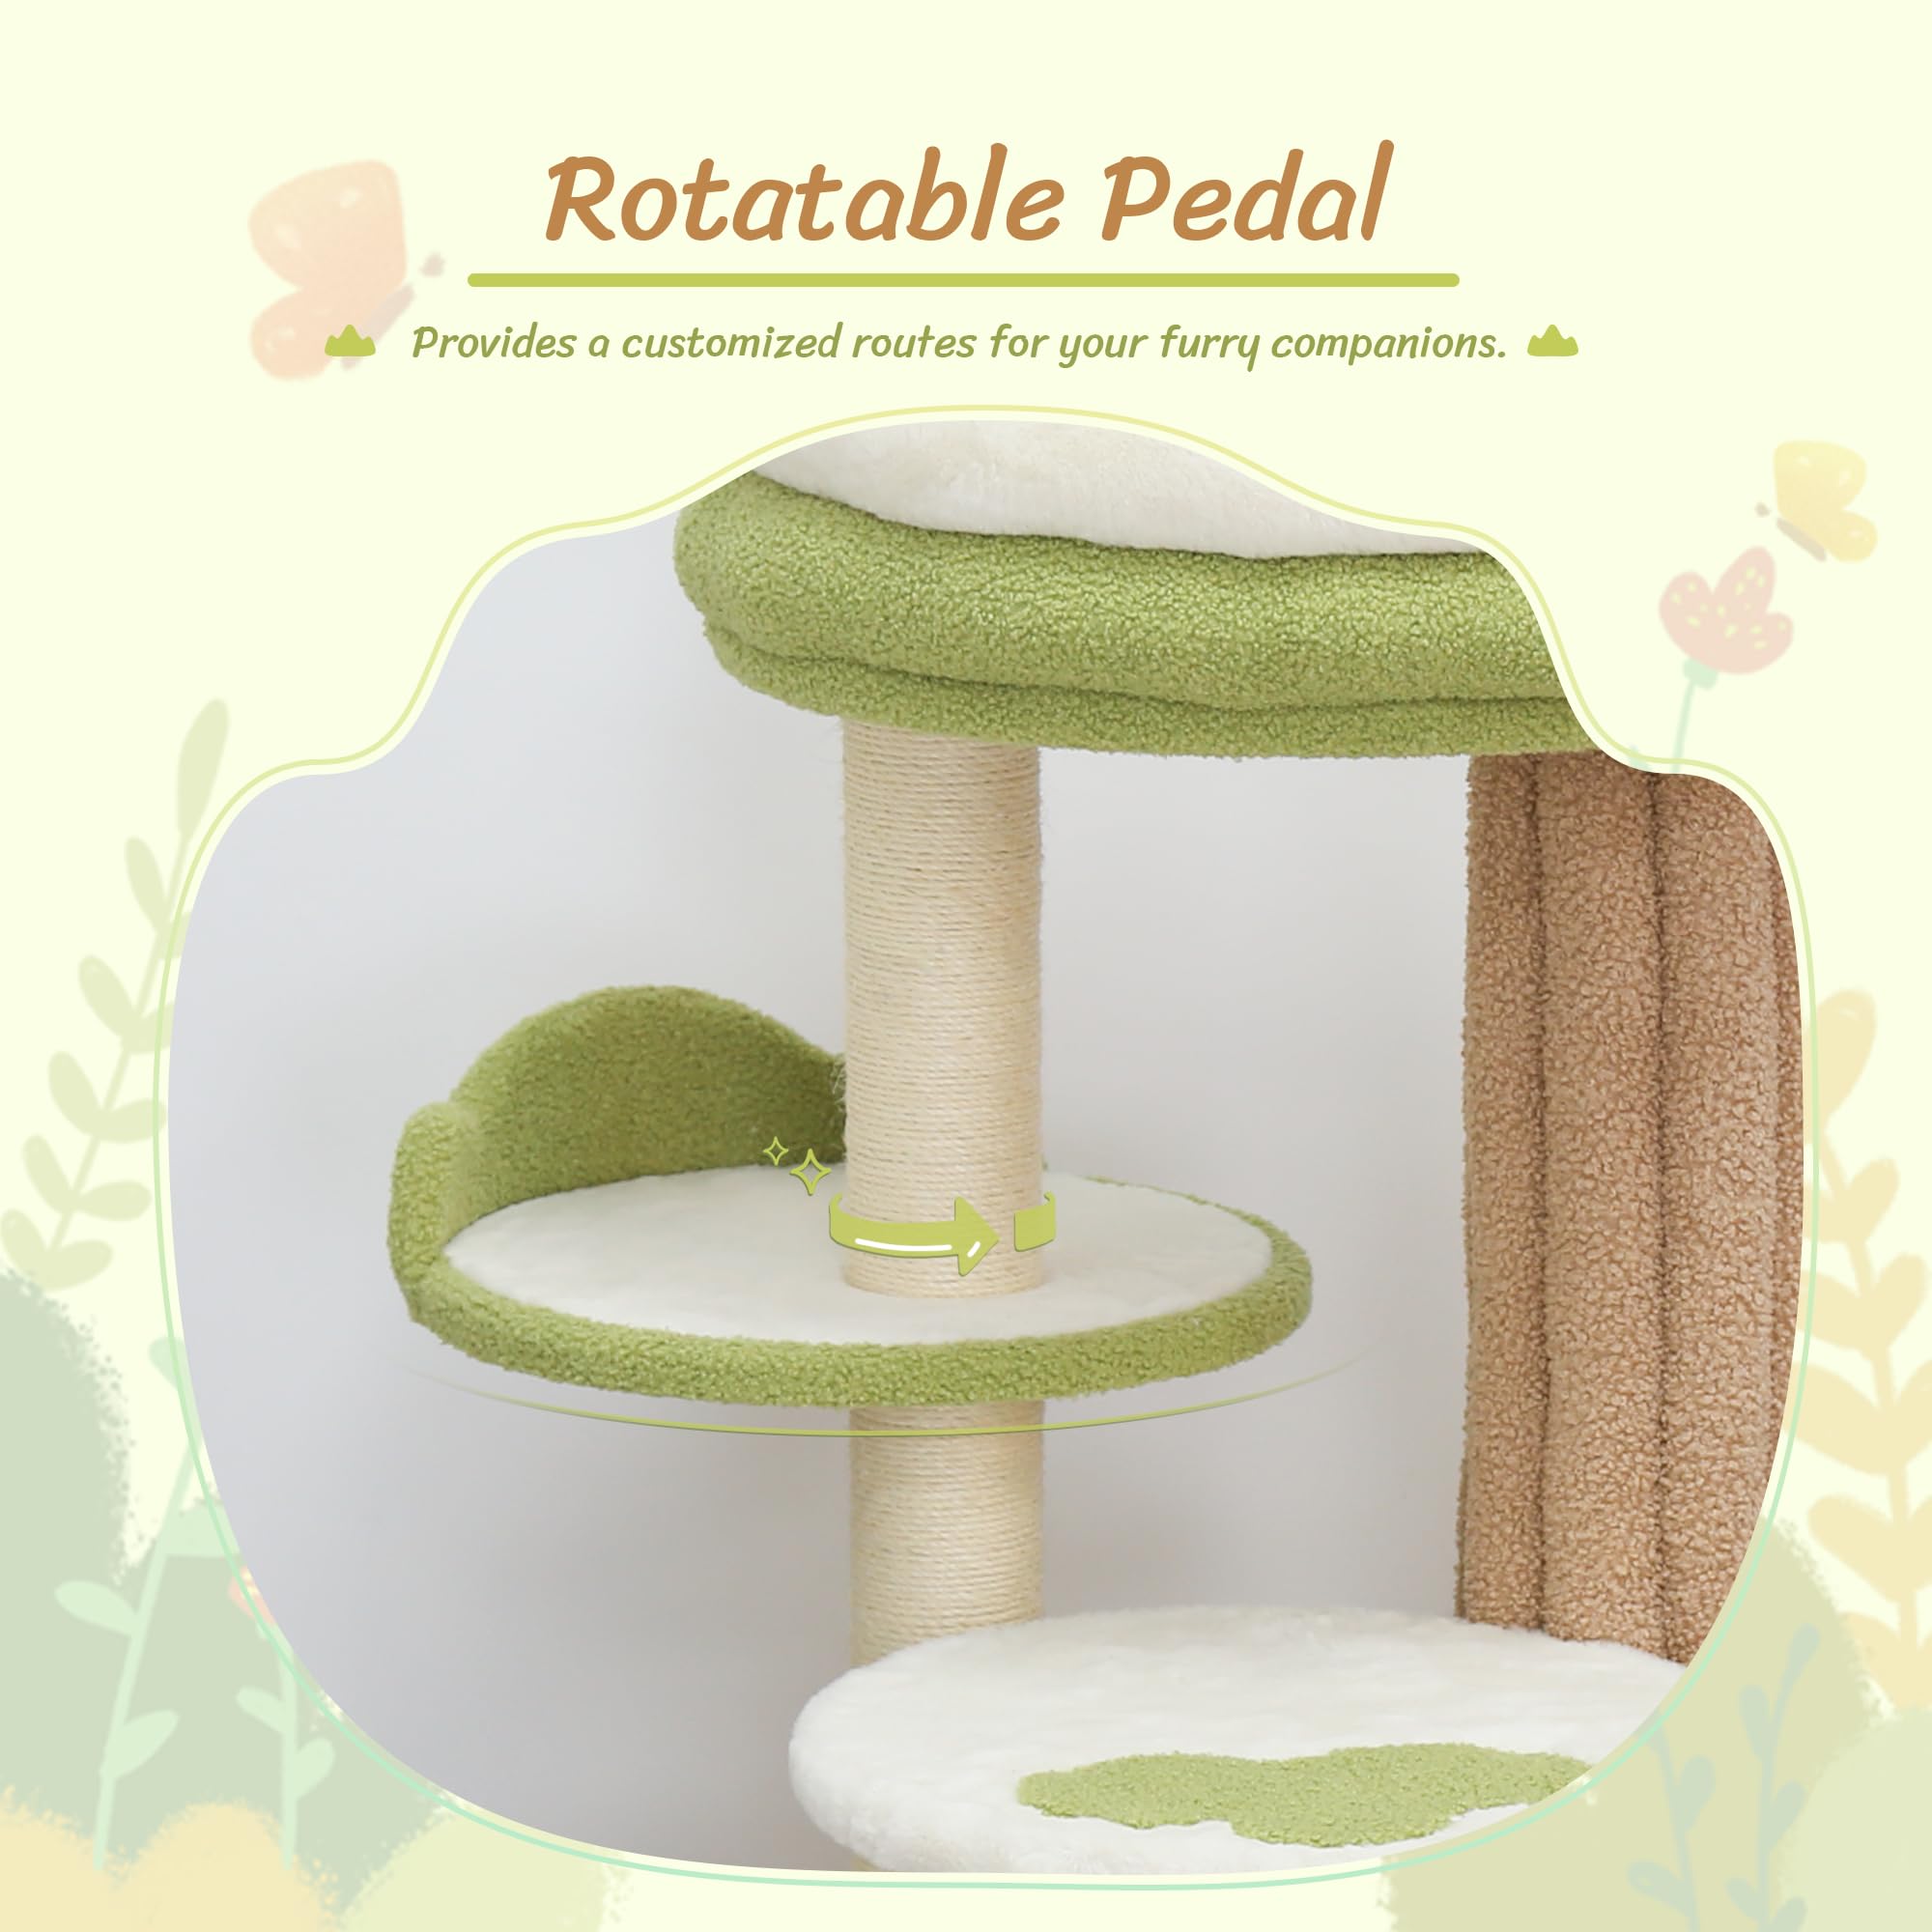 Rotatable Pedal
Provides a customized routes for your furry companions.